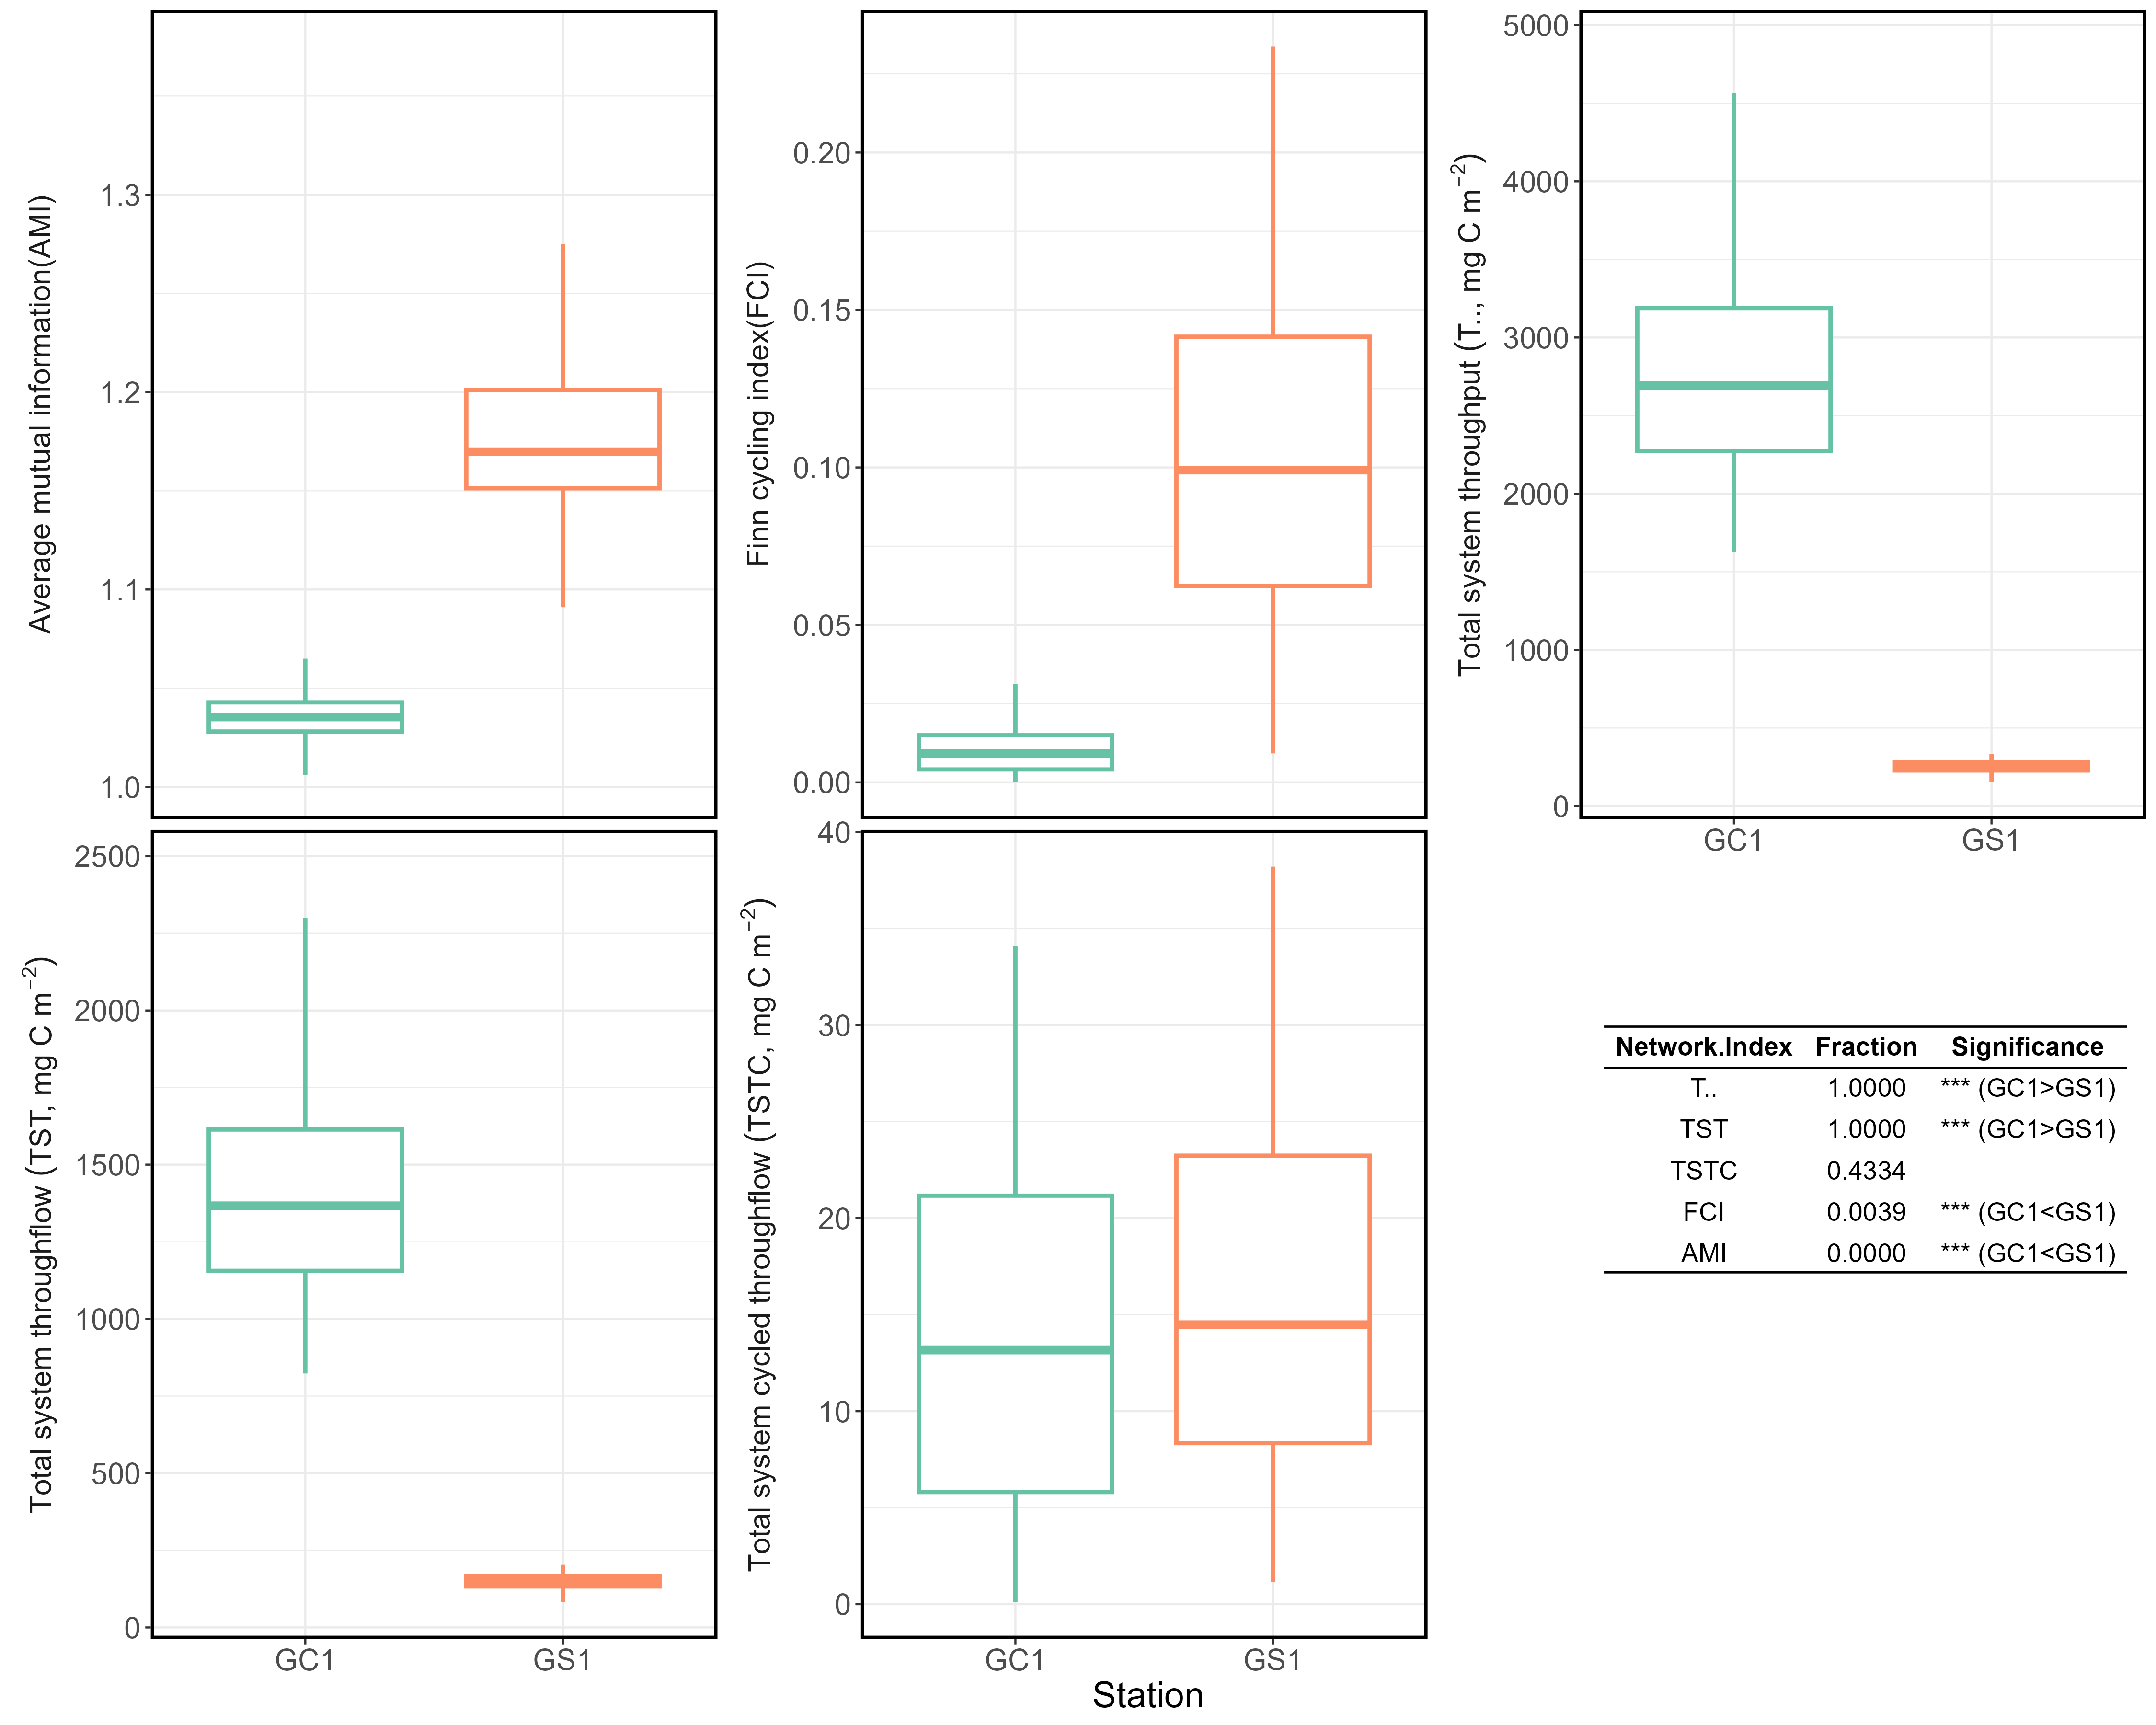 Average mutual information(AMI)
1.3
1.2
1.1
1.0
Finn cycling index(FCI)
0.20
0.15
0.10
0.05
0.00
Total system throughput (T.., mg C m−2)
5000
4000
3000
2000
1000
0
GC1 GS1
Total system throughflow (TST, mg C m−2)
2500
2000
1500
1000
500
0
GC1 GS1
Total system cycled throughflow (TSTC, mg C m−2)
40
30
20
10
0
GC1 GS1
Station
Network.Index Fraction Significance
T.. 1.0000 *** (GC1>GS1)
TST 1.0000 *** (GC1>GS1)
TSTC 0.4334
FCI 0.0039 *** (GC1<GS1)
AMI 0.0000 *** (GC1<GS1)